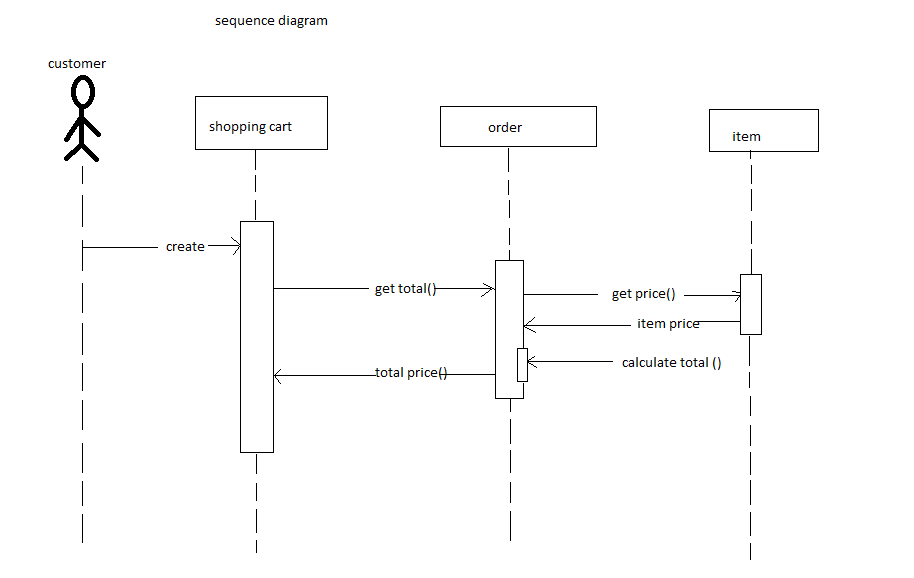 sequence diagram
customer
shopping cart
order
item
create
get total()
get price()
item price
calculate total ()
total price()